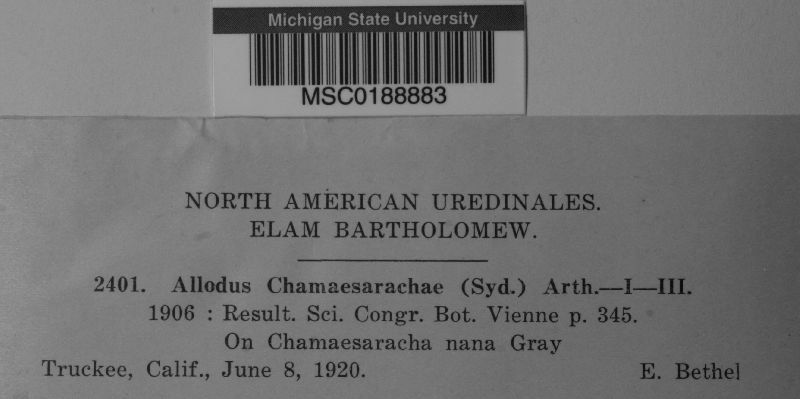 Michigan State University
MSC0188883
NORTH AMERICAN UREDINALES.
ELAM BARTHOLOMEW.
2401. Allodus Chamaesarachae (Syd.) Arth.—I—III.
1906 : Result. Sci. Congr. Bot. Vienne p. 345.
On Chamaesaracha nana Gray
Truckee, Calif., June 8, 1920. E. Bethel